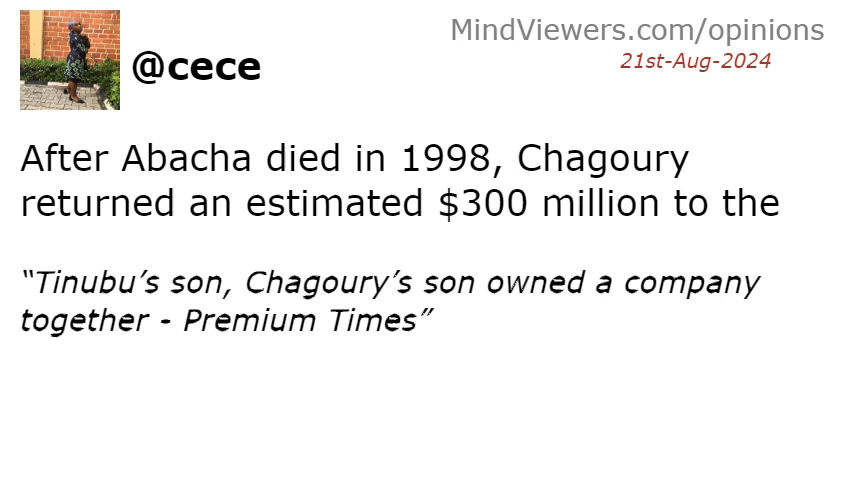 MindViewers.com/opinions
21st-Aug-2024
@cece
After Abacha died in 1998, Chagoury
returned an estimated $300 million to the
“Tinubu’s son, Chagoury’s son owned a company
together - Premium Times”